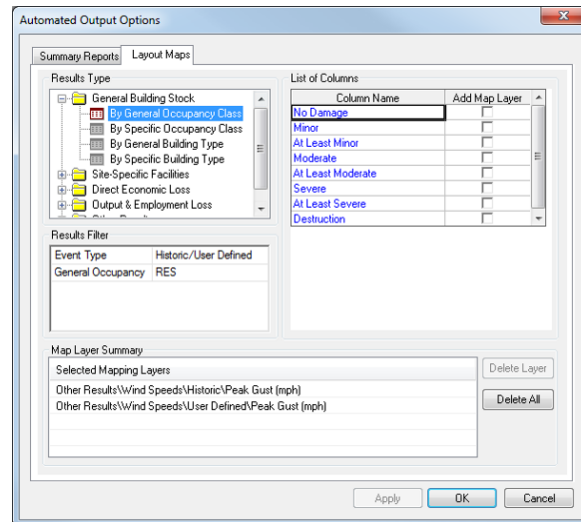 Automated Output Options
Summary Reports Layout Maps
Results Type
General Building Stock
By General Occupancy Class
By Specific Occupancy Class
By General Building Type
By Specific Building Type
Site-Specific Facilities
Direct Economic Loss
Output & Employment Loss
List of Columns
Column Name Add Map Layer
No Damage
Minor
At Least Minor
Moderate
At Least Moderate
Severe
At Least Severe
Destruction
Results Filter
Event Type Historic/User Defined
General Occupancy RES
Map Layer Summary
Selected Mapping Layers
Other Results\Wind Speeds\Historic\Peak Gust (mph)
Other Results\Wind Speeds\User Defined\Peak Gust (mph)
Delete Layer
Delete All
Apply OK Cancel